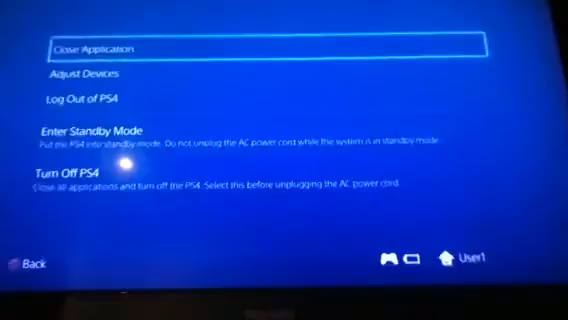 Close Application
Adjust Devices
Log Out of PS4
Enter Standby Mode
Put the PS4 into standby mode. Do not unplug the AC power cord while the system is in standby mode.
Turn Off PS4
Close all applications and turn off the PS4. Select this before unplugging the AC power cord.
Back
User1